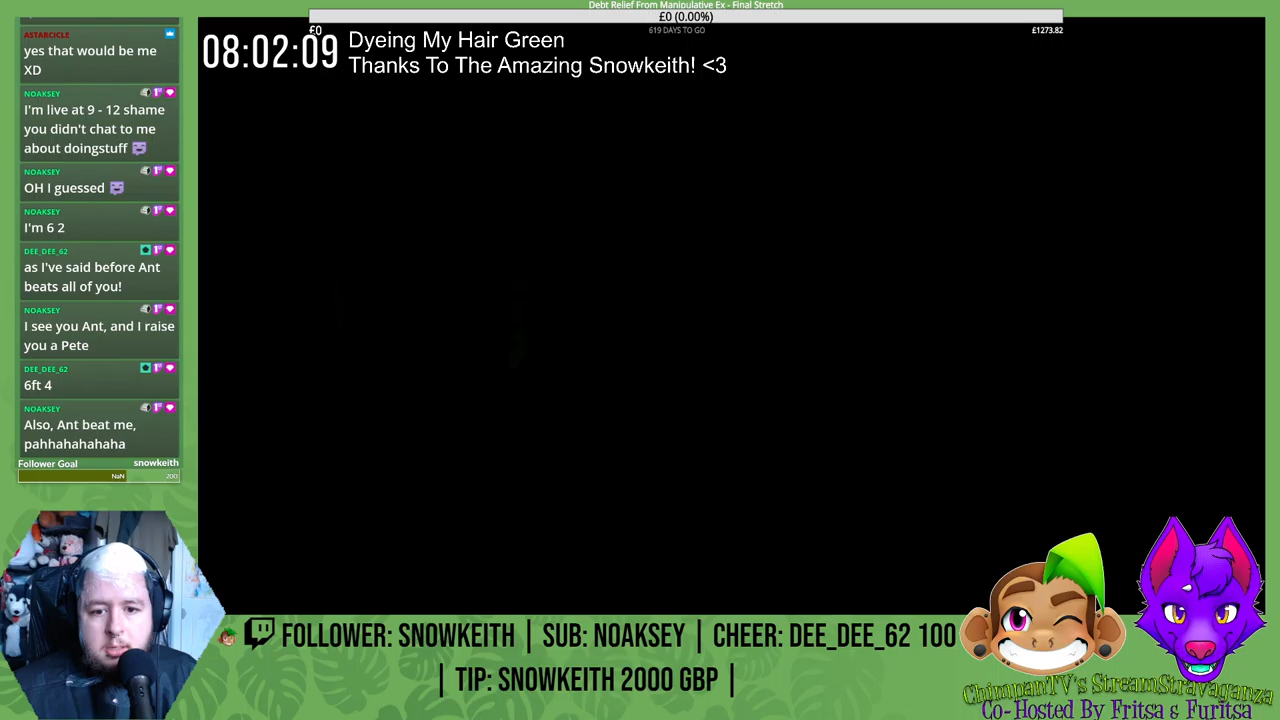 Debt Relief From Manipulative Ex - Final Stretch
£0 (0.00%)
£0
619 DAYS TO GO
£1273.82
08:02:09
Dyeing My Hair Green
Thanks To The Amazing Snowkeith! <3
ASTARCICLE
yes that would be me
XD
NOAKSEY
I'm live at 9 - 12 shame
you didn't chat to me
about doingstuff
NOAKSEY
OH I guessed
NOAKSEY
I'm 6 2
DEE_DEE_62
as I've said before Ant
beats all of you!
NOAKSEY
I see you Ant, and I raise
you a Pete
DEE_DEE_62
6ft 4
NOAKSEY
Also, Ant beat me,
pahhahahahaha
Follower Goal snowkeith
NaN 200
FOLLOWER: SNOWKEITH | SUB: NOAKSEY | CHEER: DEE_DEE_62 100
| TIP: SNOWKEITH 2000 GBP |
ChimpanTV's StreamStravaganza
Co-Hosted By Fritsa & Furitsa